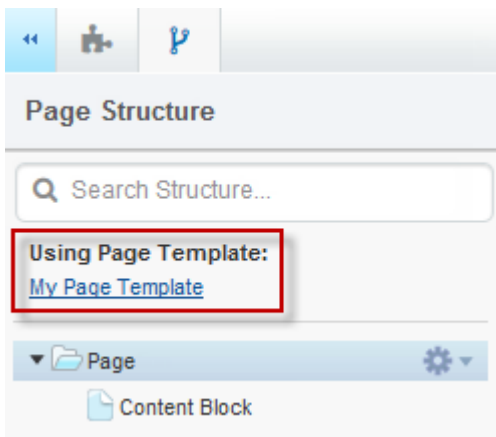 Page Structure
Search Structure...
Using Page Template:
My Page Template
Page
Content Block